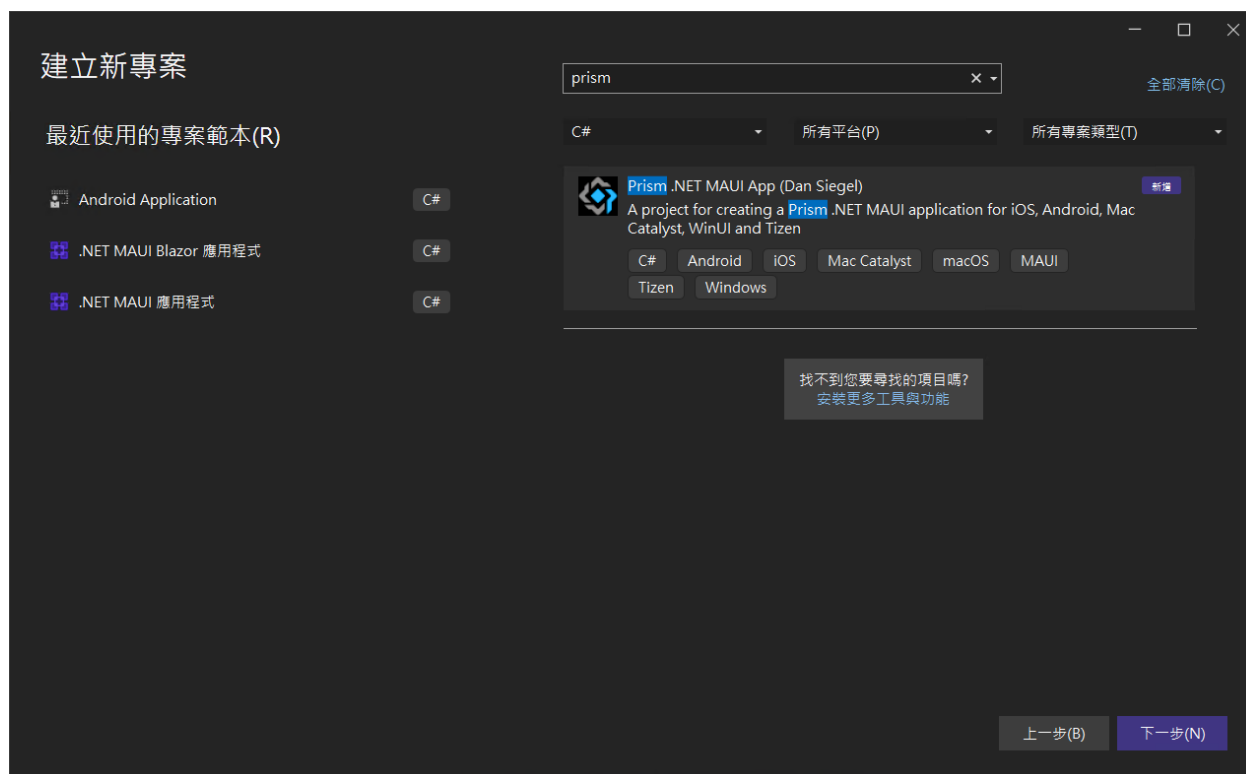 建立新專案
prism
全部清除(C)
最近使用的專案範本(R)
C#
所有平台(P)
所有專案類型(T)
Android Application
C#
.NET MAUI Blazor 應用程式
C#
.NET MAUI 應用程式
C#
Prism .NET MAUI App (Dan Siegel)
新增
A project for creating a Prism .NET MAUI application for iOS, Android, Mac
Catalyst, WinUI and Tizen
C# Android iOS Mac Catalyst macOS MAUI
Tizen Windows
找不到您要尋找的項目嗎?
安裝更多工具與功能
上一步(B)
下一步(N)